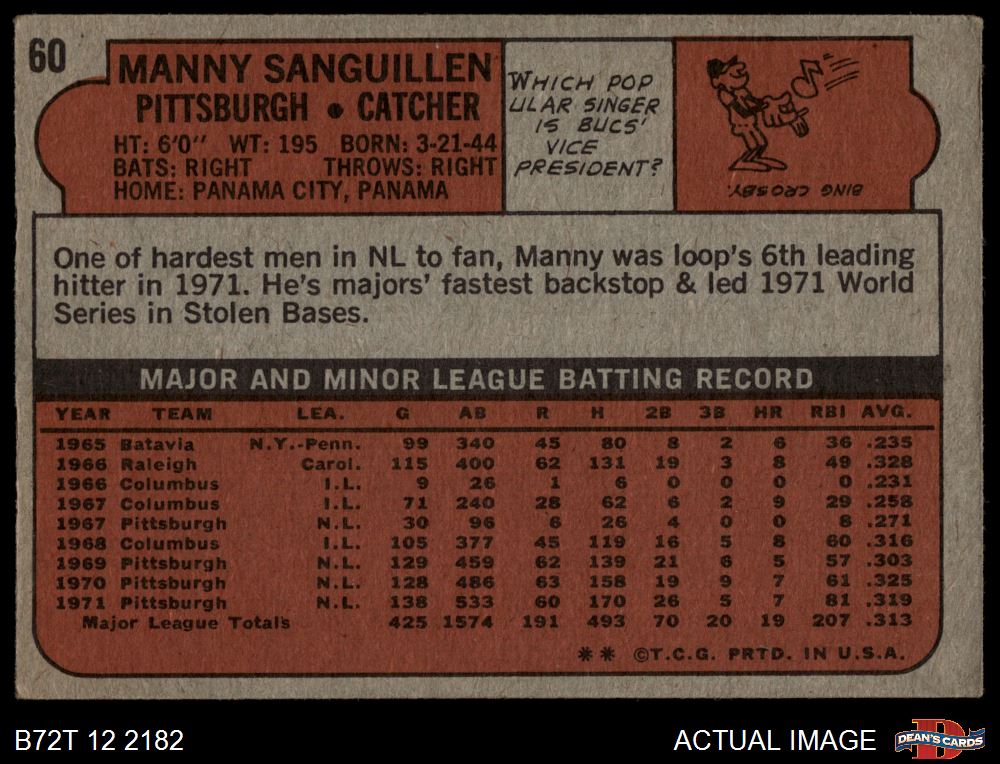 60
MANNY SANGUILLEN
PITTSBURGH • CATCHER
HT: 6'0" WT: 195 BORN: 3-21-44
BATS: RIGHT THROWS: RIGHT
HOME: PANAMA CITY, PANAMA
WHICH POP
ULAR SINGER
IS BUCS'
VICE
PRESIDENT?
BING CROSBY.
One of hardest men in NL to fan, Manny was loop's 6th leading
hitter in 1971. He's majors' fastest backstop & led 1971 World
Series in Stolen Bases.
MAJOR AND MINOR LEAGUE BATTING RECORD
YEAR TEAM LEA. G AB R H 2B 3B HR RBI AVG.
1965 Batavia N.Y.-Penn. 99 340 45 80 8 2 6 36 .235
1966 Raleigh Carol. 115 400 62 131 19 3 8 49 .328
1966 Columbus I.L. 9 26 1 6 0 0 0 0 .231
1967 Columbus I.L. 71 240 28 62 6 2 9 29 .258
1967 Pittsburgh N.L. 30 96 6 26 4 0 0 8 .271
1968 Columbus I.L. 105 377 45 119 16 5 8 60 .316
1969 Pittsburgh N.L. 129 459 62 139 21 6 5 57 .303
1970 Pittsburgh N.L. 128 486 63 158 19 9 7 61 .325
1971 Pittsburgh N.L. 138 533 60 170 26 5 7 81 .319
Major League Totals 425 1574 191 493 70 20 19 207 .313
** ©T.C.G. PRTD. IN U.S.A.
B72T 12 2182
ACTUAL IMAGE
D
DEAN'S CARDS